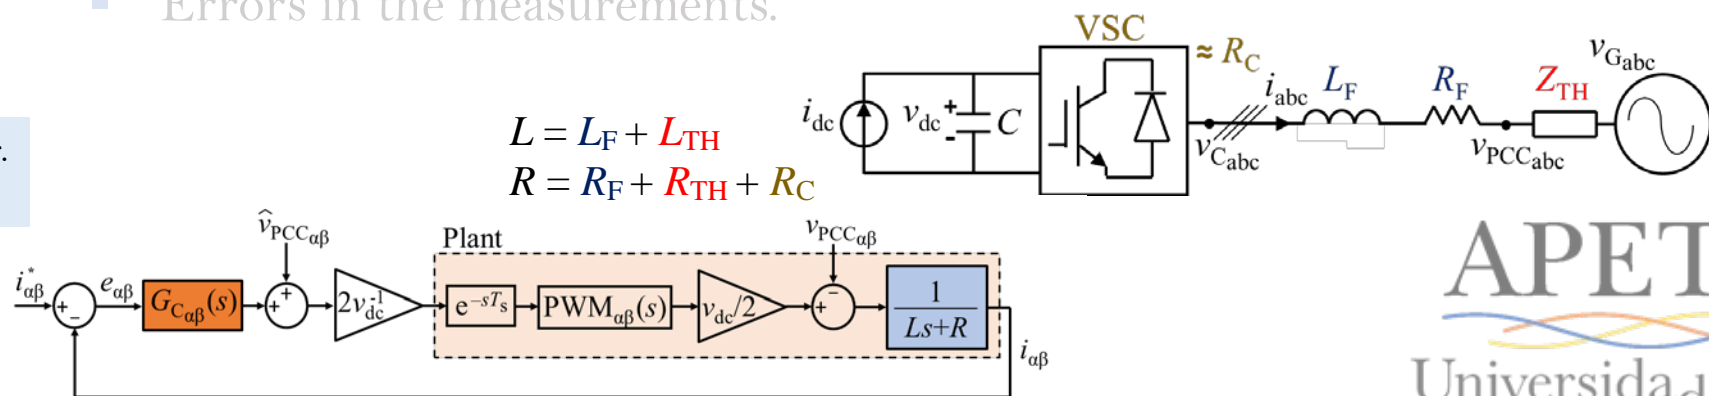 Errors in the measurements.
VSC
≈ R_C
v_Gabc
i_dc
v_dc
+
-
C
i_abc
L_F
R_F
Z_TH
v_Cabc
v_PCCabc
L = L_F + L_TH
R = R_F + R_TH + R_C
v̂_PCCαβ
Plant
v_PCCαβ
i*_αβ
+
-
e_αβ
G_Cαβ(s)
+
+
2v_dc^-1
e^-sT_s
PWM_αβ(s)
v_dc/2
+
-
1
Ls+R
i_αβ
APET
Universida